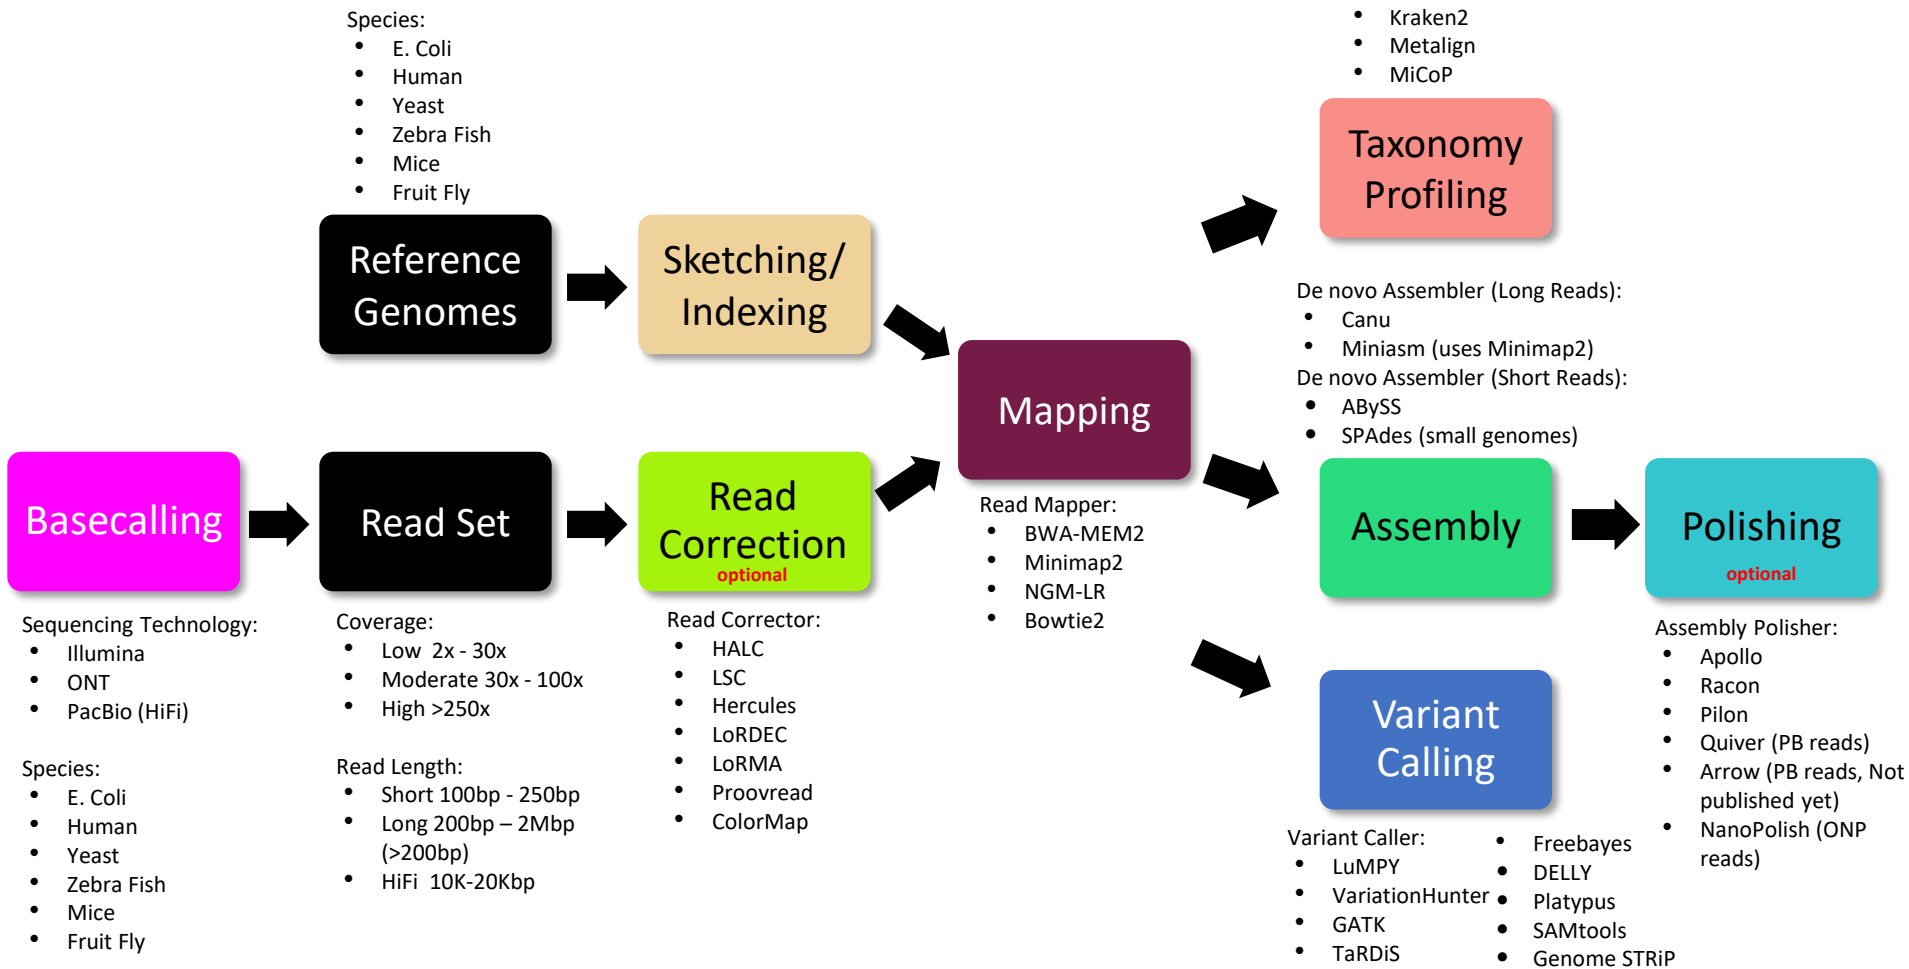 Species:
• E. Coli
• Human
• Yeast
• Zebra Fish
• Mice
• Fruit Fly
Reference
Genomes
Sketching/
Indexing
• Kraken2
• Metalign
• MiCoP
Taxonomy
Profiling
Basecalling
Sequencing Technology:
• Illumina
• ONT
• PacBio (HiFi)
Species:
• E. Coli
• Human
• Yeast
• Zebra Fish
• Mice
• Fruit Fly
Read Set
Coverage:
• Low  2x - 30x
• Moderate 30x - 100x
• High >250x
Read Length:
• Short 100bp - 250bp
• Long 200bp – 2Mbp
(>200bp)
• HiFi  10K-20Kbp
Read
Correction
optional
Read Corrector:
• HALC
• LSC
• Hercules
• LoRDEC
• LoRMA
• Proovread
• ColorMap
Mapping
Read Mapper:
• BWA-MEM2
• Minimap2
• NGM-LR
• Bowtie2
De novo Assembler (Long Reads):
• Canu
• Miniasm (uses Minimap2)
De novo Assembler (Short Reads):
• ABySS
• SPAdes (small genomes)
Assembly
Polishing
optional
Assembly Polisher:
• Apollo
• Racon
• Pilon
• Quiver (PB reads)
• Arrow (PB reads, Not
published yet)
• NanoPolish (ONP
reads)
Variant
Calling
Variant Caller:
• LuMPY
• VariationHunter
• GATK
• TaRDiS
• Freebayes
• DELLY
• Platypus
• SAMtools
• Genome STRiP